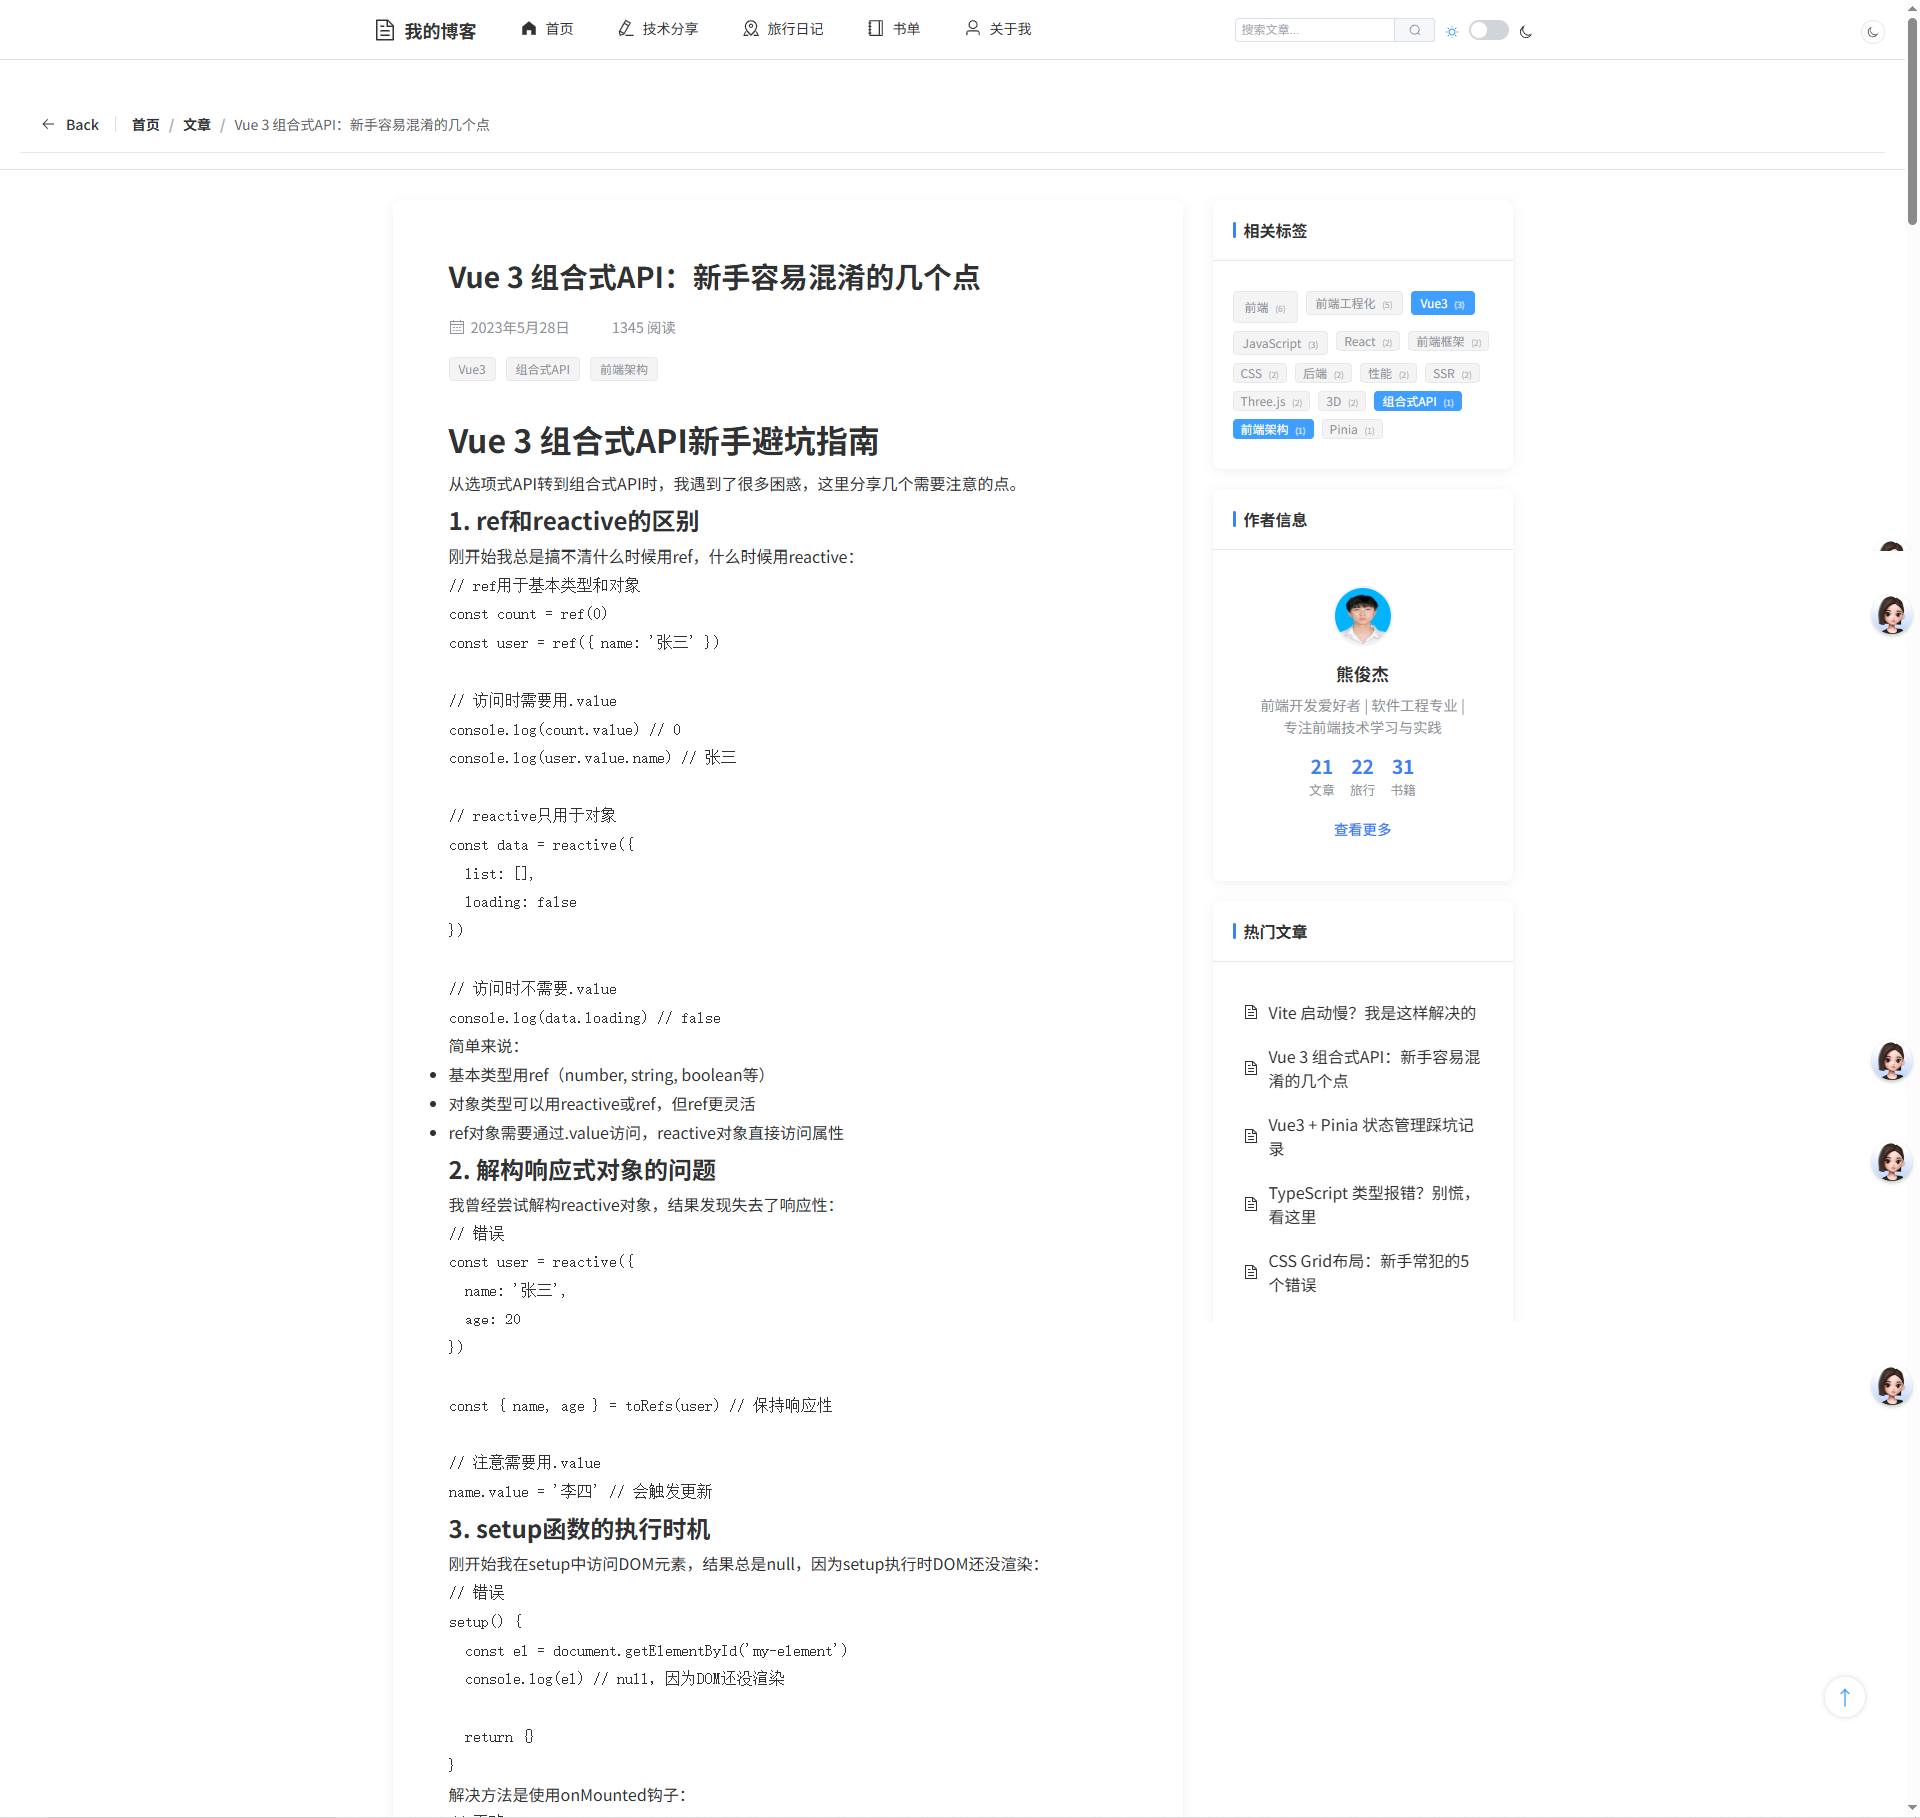 我的博客 首页 技术分享 旅行日记 书单 关于我 搜索文章...
Back 首页 / 文章 / Vue 3 组合式API：新手容易混淆的几个点
Vue 3 组合式API：新手容易混淆的几个点
2023年5月28日 1345 阅读
Vue3 组合式API 前端架构
Vue 3 组合式API新手避坑指南
从选项式API转到组合式API时，我遇到了很多困惑，这里分享几个需要注意的点。
1. ref和reactive的区别
刚开始我总是搞不清什么时候用ref，什么时候用reactive：
// ref用于基本类型和对象
const count = ref(0)
const user = ref({ name: '张三' })
// 访问时需要用.value
console.log(count.value) // 0
console.log(user.value.name) // 张三
// reactive只用于对象
const data = reactive({
  list: [],
  loading: false
})
// 访问时不需要.value
console.log(data.loading) // false
简单来说：
基本类型用ref（number, string, boolean等）
对象类型可以用reactive或ref，但ref更灵活
ref对象需要通过.value访问，reactive对象直接访问属性
2. 解构响应式对象的问题
我曾经尝试解构reactive对象，结果发现失去了响应性：
// 错误
const user = reactive({
  name: '张三',
  age: 20
})
const { name, age } = toRefs(user) // 保持响应性
// 注意需要用.value
name.value = '李四' // 会触发更新
3. setup函数的执行时机
刚开始我在setup中访问DOM元素，结果总是null，因为setup执行时DOM还没渲染：
// 错误
setup() {
  const el = document.getElementById('my-element')
  console.log(el) // null，因为DOM还没渲染
  return {}
}
解决方法是使用onMounted钩子：
相关标签
前端 (6) 前端工程化 (5) Vue3 (3)
JavaScript (3) React (2) 前端框架 (2)
CSS (2) 后端 (2) 性能 (2) SSR (2)
Three.js (2) 3D (2) 组合式API (1)
前端架构 (1) Pinia (1)
作者信息
熊俊杰
前端开发爱好者 | 软件工程专业 |
专注前端技术学习与实践
21 22 31
文章 旅行 书籍
查看更多
热门文章
Vite 启动慢？我是这样解决的
Vue 3 组合式API：新手容易混
淆的几个点
Vue3 + Pinia 状态管理踩坑记
录
TypeScript 类型报错？别慌，
看这里
CSS Grid布局：新手常犯的5
个错误